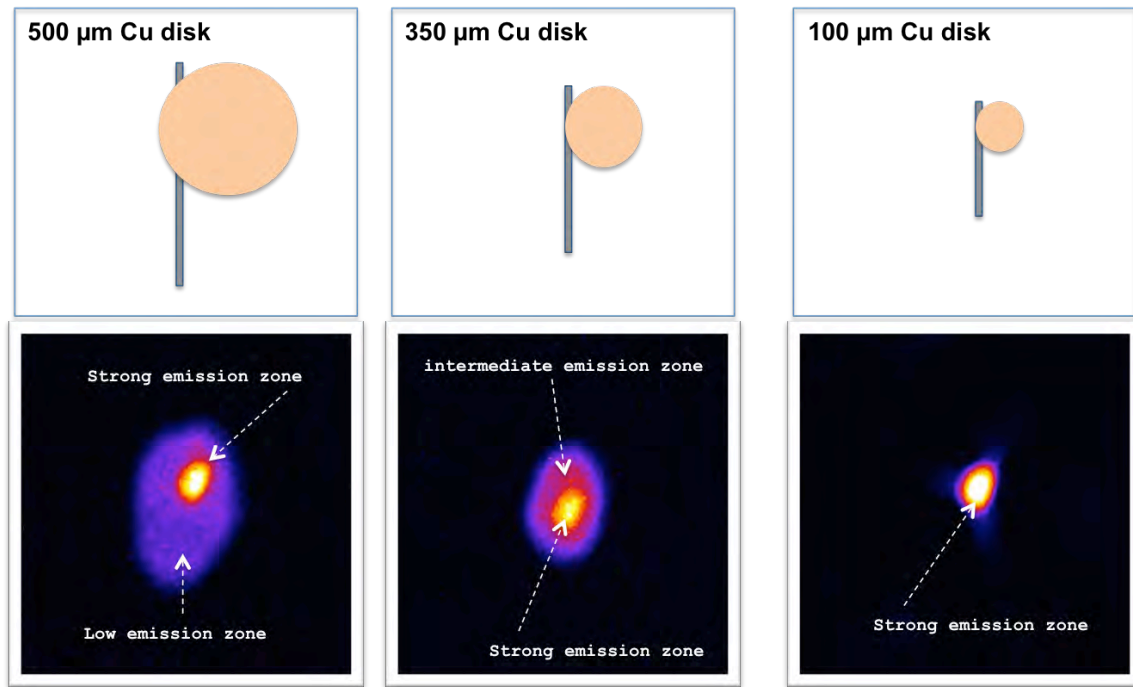 500 µm Cu disk
350 µm Cu disk
100 µm Cu disk
Strong emission zone
Low emission zone
intermediate emission zone
Strong emission zone
Strong emission zone